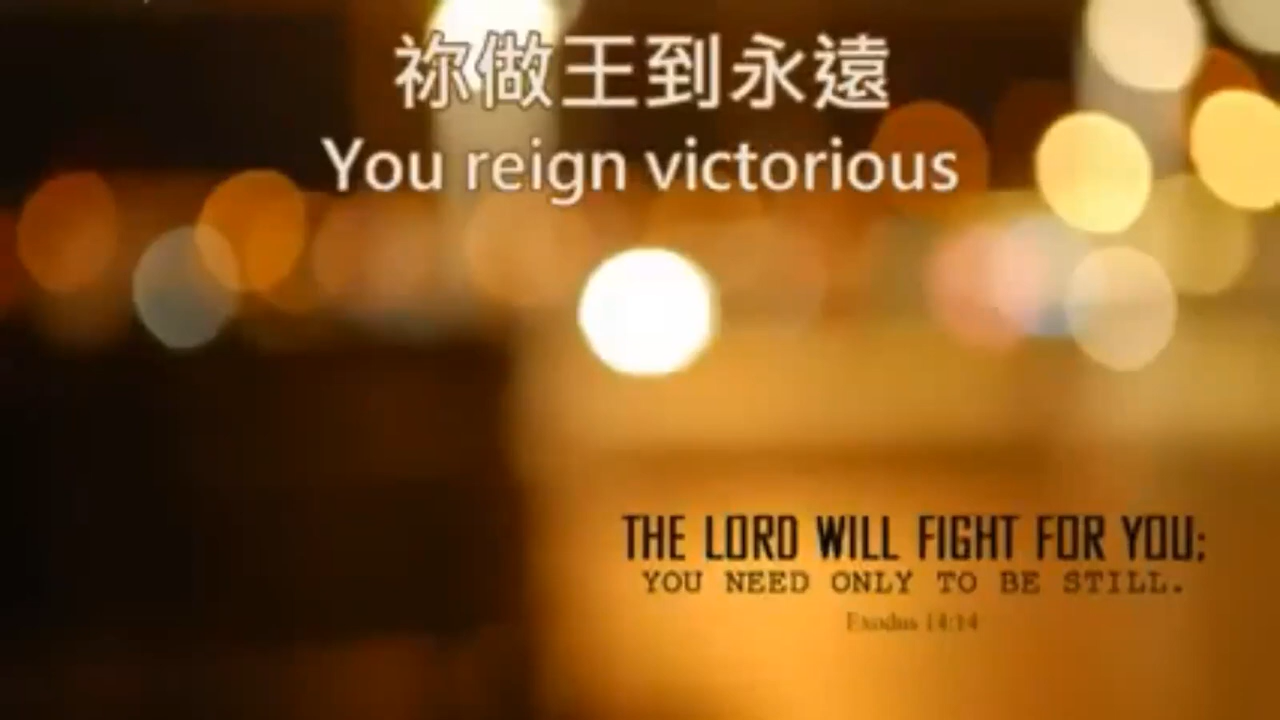 祢做王到永遠
You reign victorious
THE LORD WILL FIGHT FOR YOU;
YOU NEED ONLY TO BE STILL.
Exodus 14:14